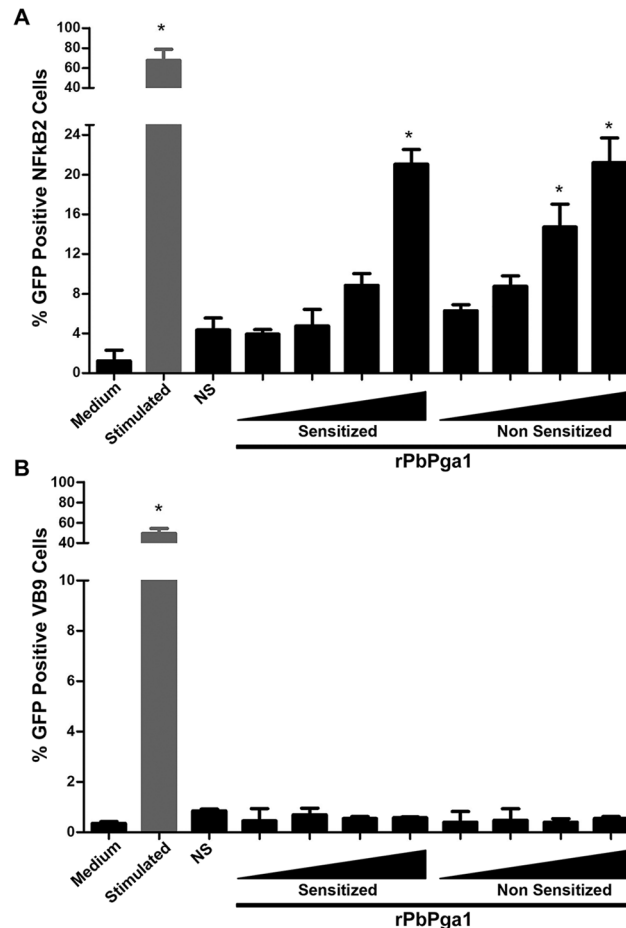 A
% GFP Positive NFkB2 Cells
100
80
60
40
24
20
16
12
8
4
0
*
*
*
*
Medium
Stimulated
NS
Sensitized
Non Sensitized
rPbPga1
B
% GFP Positive VB9 Cells
100
80
60
40
10
8
6
4
2
0
*
Medium
Stimulated
NS
Sensitized
Non Sensitized
rPbPga1